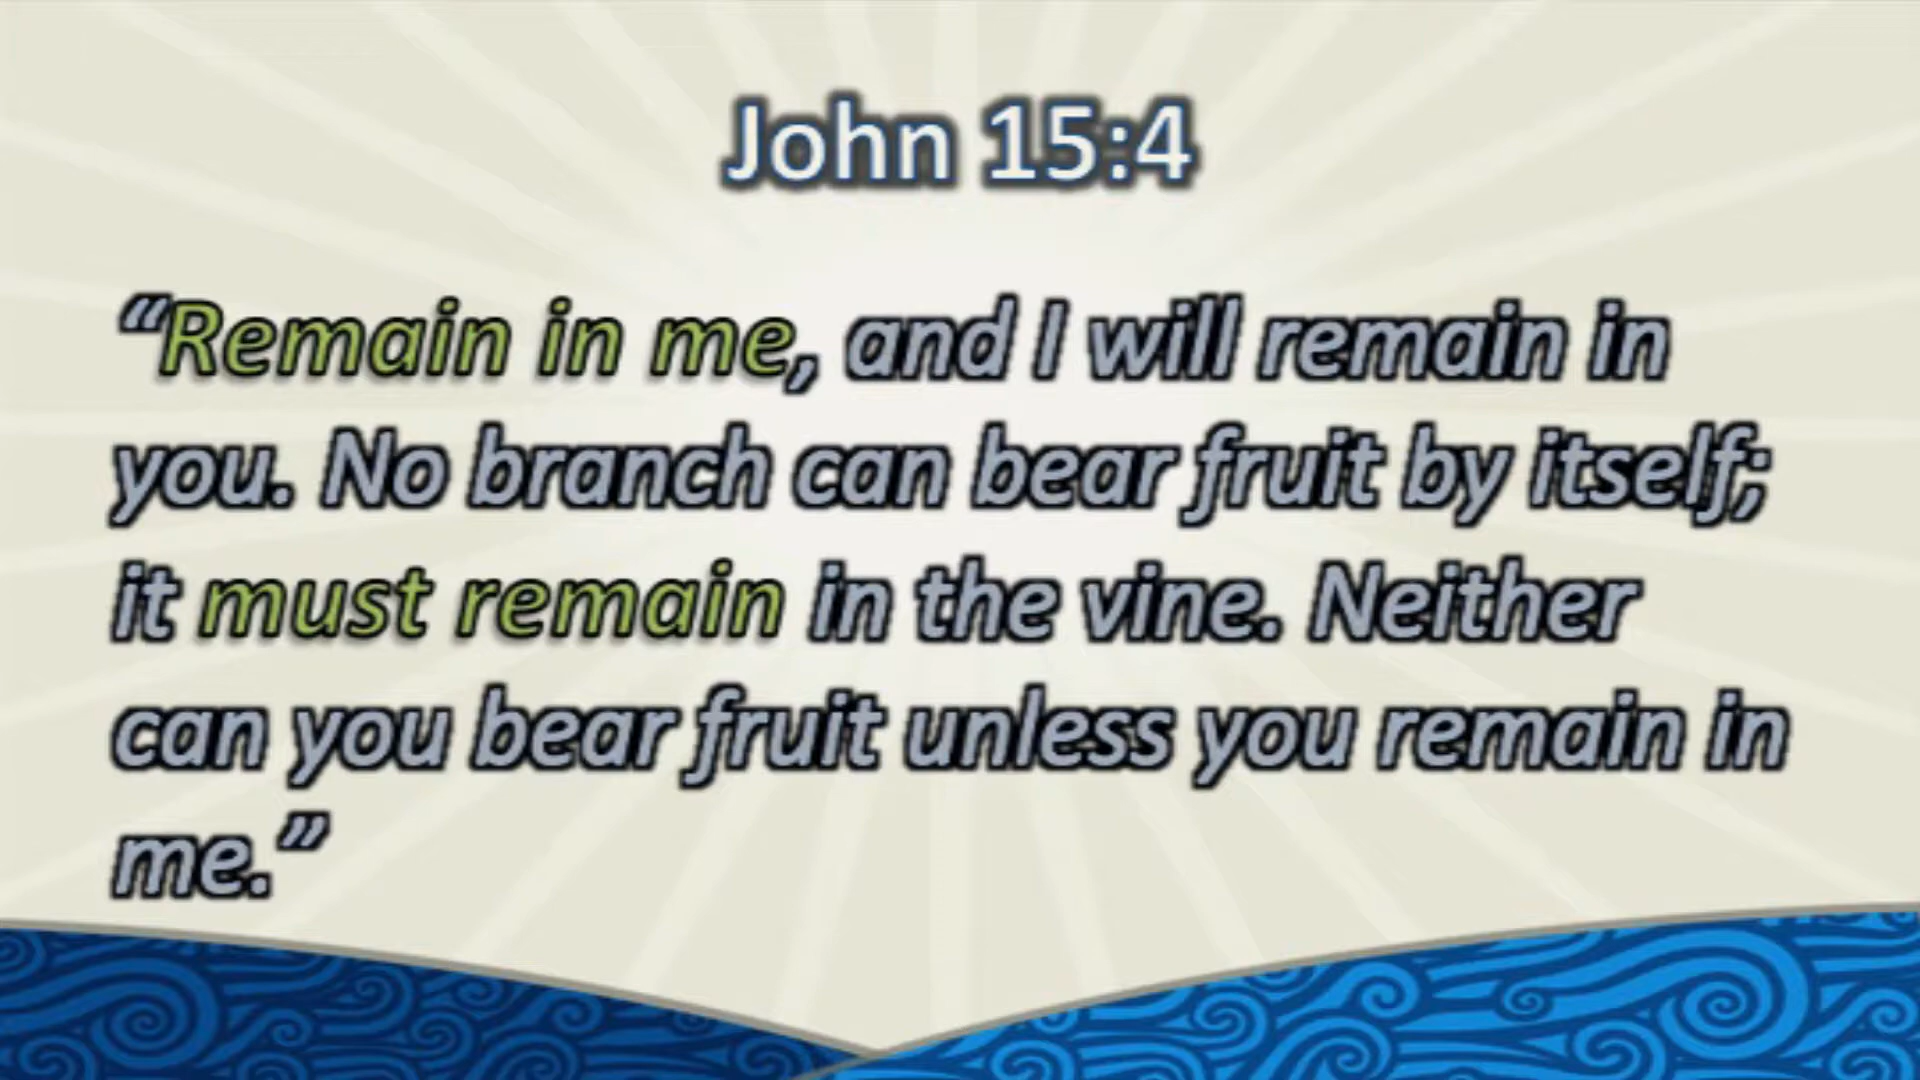 John 15:4
“Remain in me, and I will remain in
you. No branch can bear fruit by itself;
it must remain in the vine. Neither
can you bear fruit unless you remain in
me.”